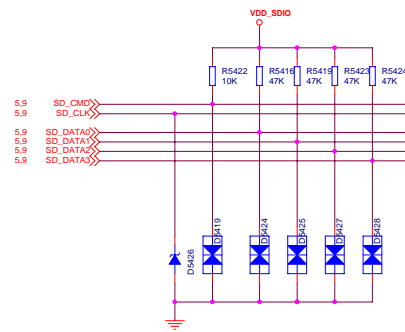 VDD_SDIO
R5422 R5416 R5419 R5423 R5424
10K 47K 47K 47K 47K
5,9 SD_CMD
5,9 SD_CLK
5,9 SD_DATA0
5,9 SD_DATA1
5,9 SD_DATA2
5,9 SD_DATA3
D5426 D5419 D5424 D5425 D5427 D5428